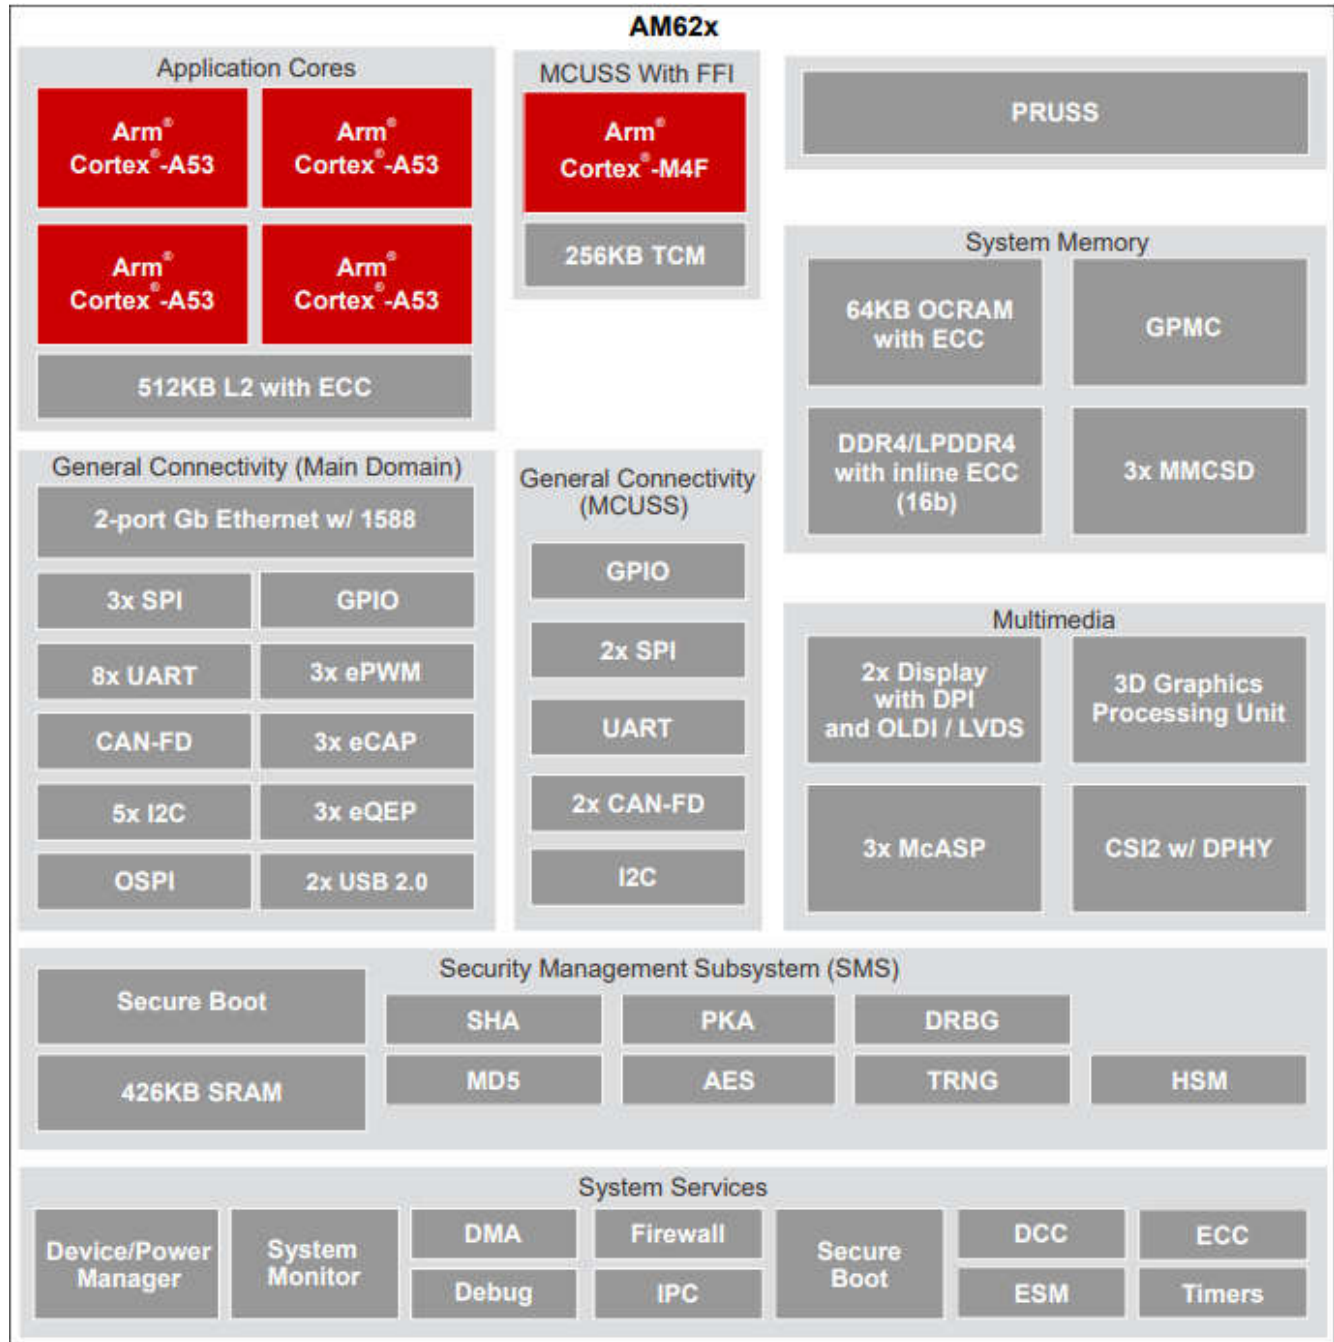 AM62x
Application Cores
Arm®
Cortex®-A53
Arm®
Cortex®-A53
Arm®
Cortex®-A53
Arm®
Cortex®-A53
512KB L2 with ECC
MCUSS With FFI
Arm®
Cortex®-M4F
256KB TCM
PRUSS
System Memory
64KB OCRAM
with ECC
GPMC
DDR4/LPDDR4
with inline ECC
(16b)
3x MMCSD
General Connectivity (Main Domain)
2-port Gb Ethernet w/ 1588
3x SPI
GPIO
8x UART
3x ePWM
CAN-FD
3x eCAP
5x I2C
3x eQEP
OSPI
2x USB 2.0
General Connectivity
(MCUSS)
GPIO
2x SPI
UART
2x CAN-FD
I2C
Multimedia
2x Display
with DPI
and OLDI / LVDS
3D Graphics
Processing Unit
3x McASP
CSI2 w/ DPHY
Security Management Subsystem (SMS)
Secure Boot
426KB SRAM
SHA
PKA
DRBG
MD5
AES
TRNG
HSM
System Services
Device/Power
Manager
System
Monitor
DMA
Debug
Firewall
IPC
Secure
Boot
DCC
ESM
ECC
Timers